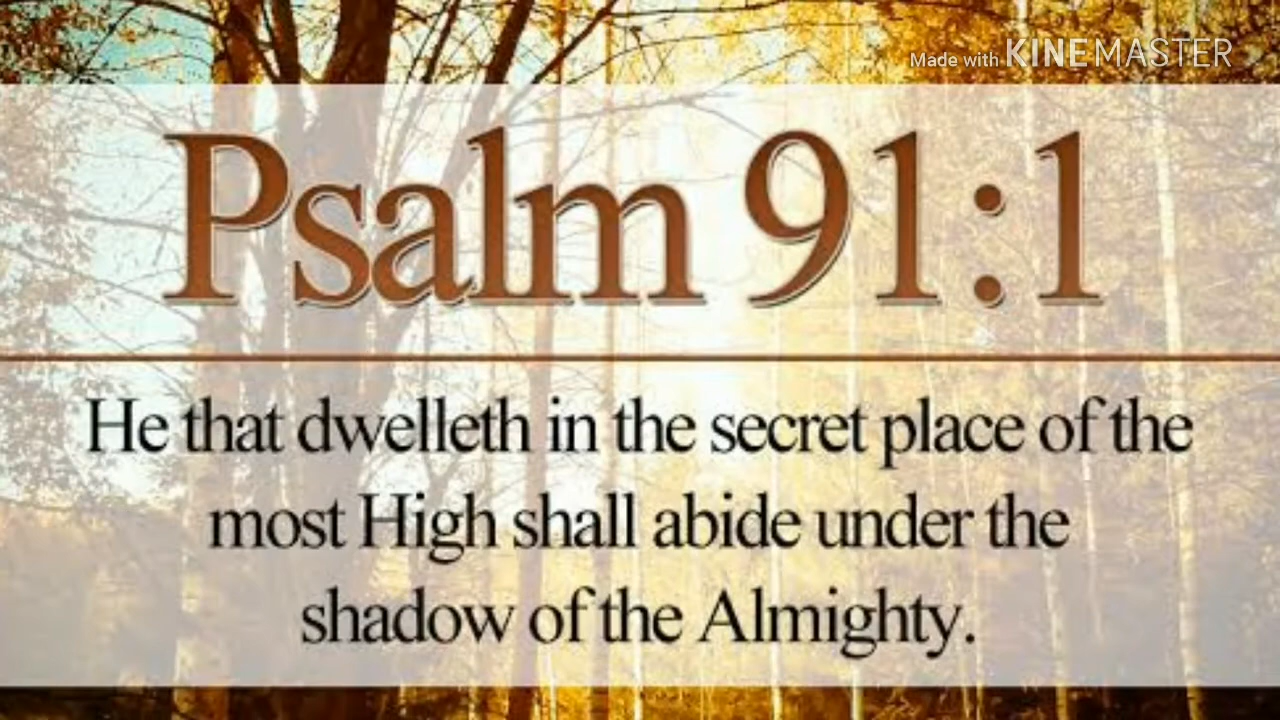 Made with KINEMASTER
Psalm 91:1
He that dwelleth in the secret place of the
most High shall abide under the
shadow of the Almighty.